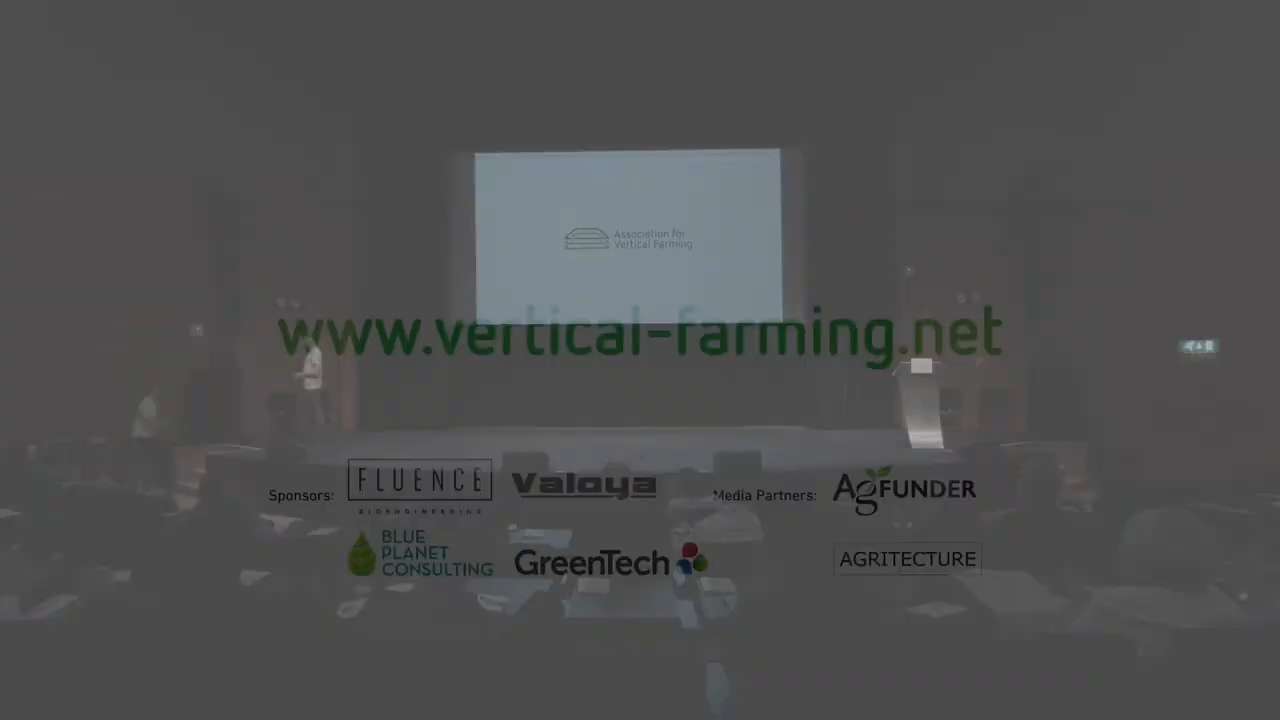 Association for
Vertical Farming
www.vertical-farming.net
Sponsors:
FLUENCE
BIOENGINEERING
Valoya
Media Partners:
AgFUNDER
BLUE
PLANET
CONSULTING
GreenTech
AGRITECTURE